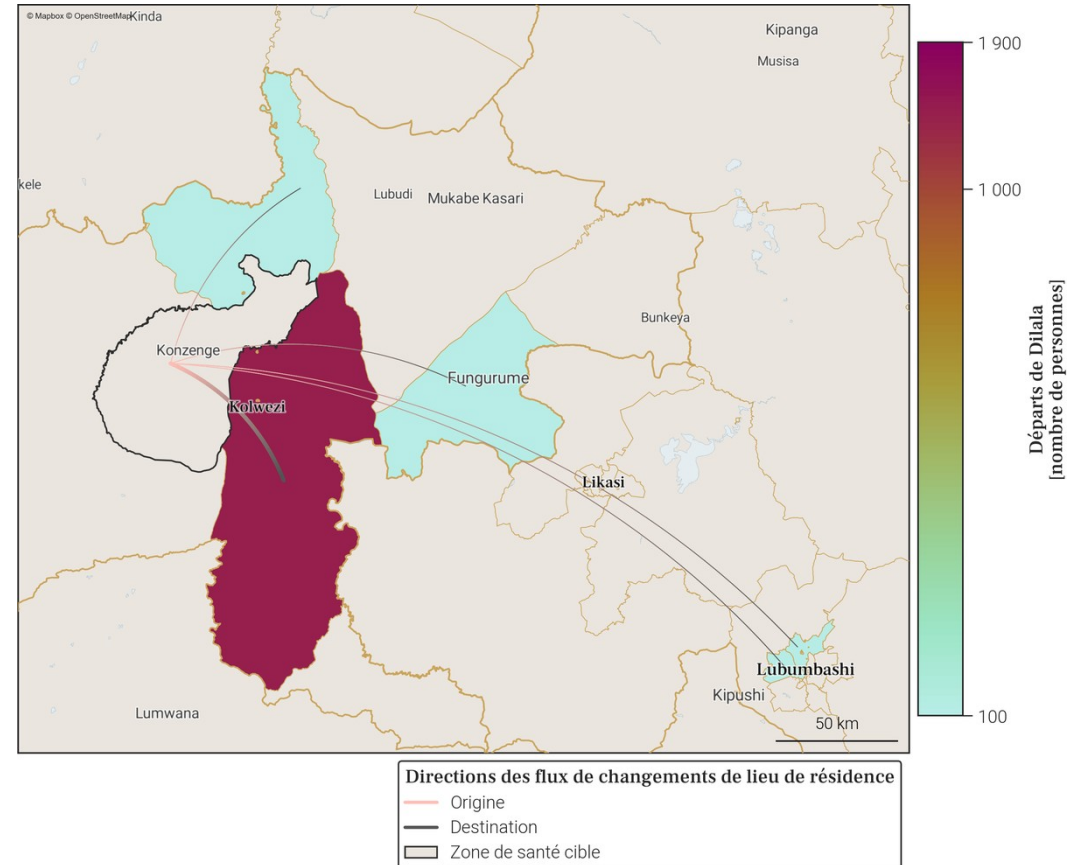 © Mapbox © OpenStreetMap
Kinda
Kipanga
Musisa
kele
Lubudi
Mukabe Kasari
Bunkeya
Konzenge
Fungurume
Kolwezi
Likasi
Lubumbashi
Kipushi
Lumwana
50 km
1 900
1 000
100
Départs de Dilala
[nombre de personnes]
Directions des flux de changements de lieu de résidence
Origine
Destination
Zone de santé cible